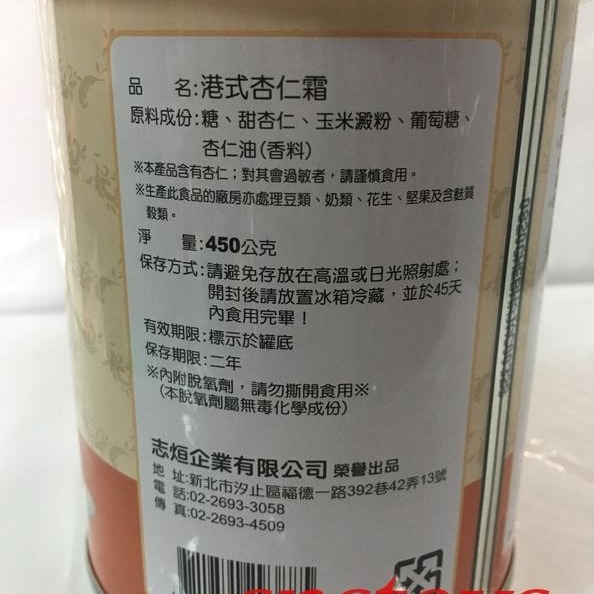 品　　名:港式杏仁霜
原料成份:糖、甜杏仁、玉米澱粉、葡萄糖、
杏仁油(香料)
※本產品含有杏仁；對其會過敏者，請謹慎食用。
※生產此食品的廠房亦處理豆類、奶類、花生、堅果及含麩質
穀類。
淨　　量:450公克
保存方式:請避免存放在高溫或日光照射處；
開封後請放置冰箱冷藏，並於45天
內食用完畢！
有效期限:標示於罐底
保存期限:二年
※內附脫氧劑，請勿撕開食用※
(本脫氧劑屬無毒化學成份)
志烜企業有限公司 榮譽出品
地　址:新北市汐止區福德一路392巷42弄13號
電　話:02-2693-3058
傳　真:02-2693-4509